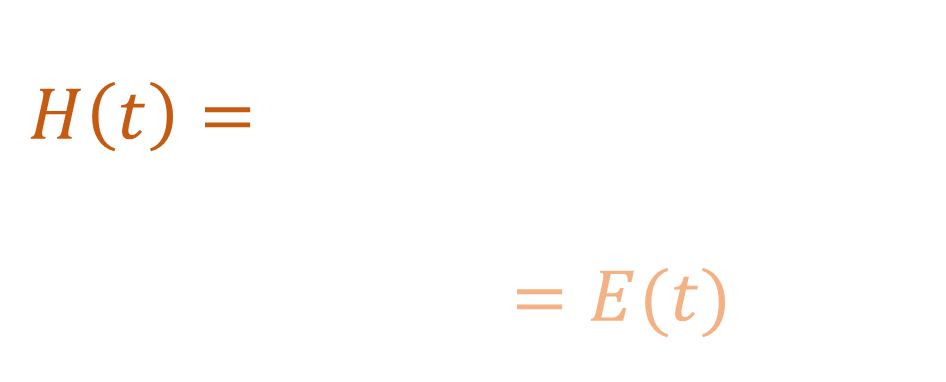 H(t) =
= E(t)